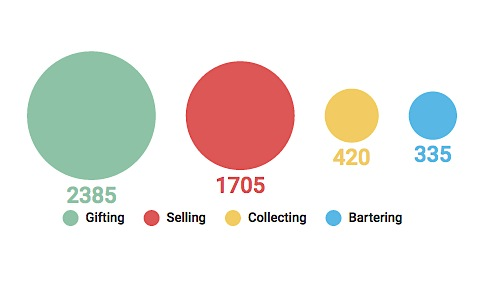 2385
1705
420
335
Gifting
Selling
Collecting
Bartering